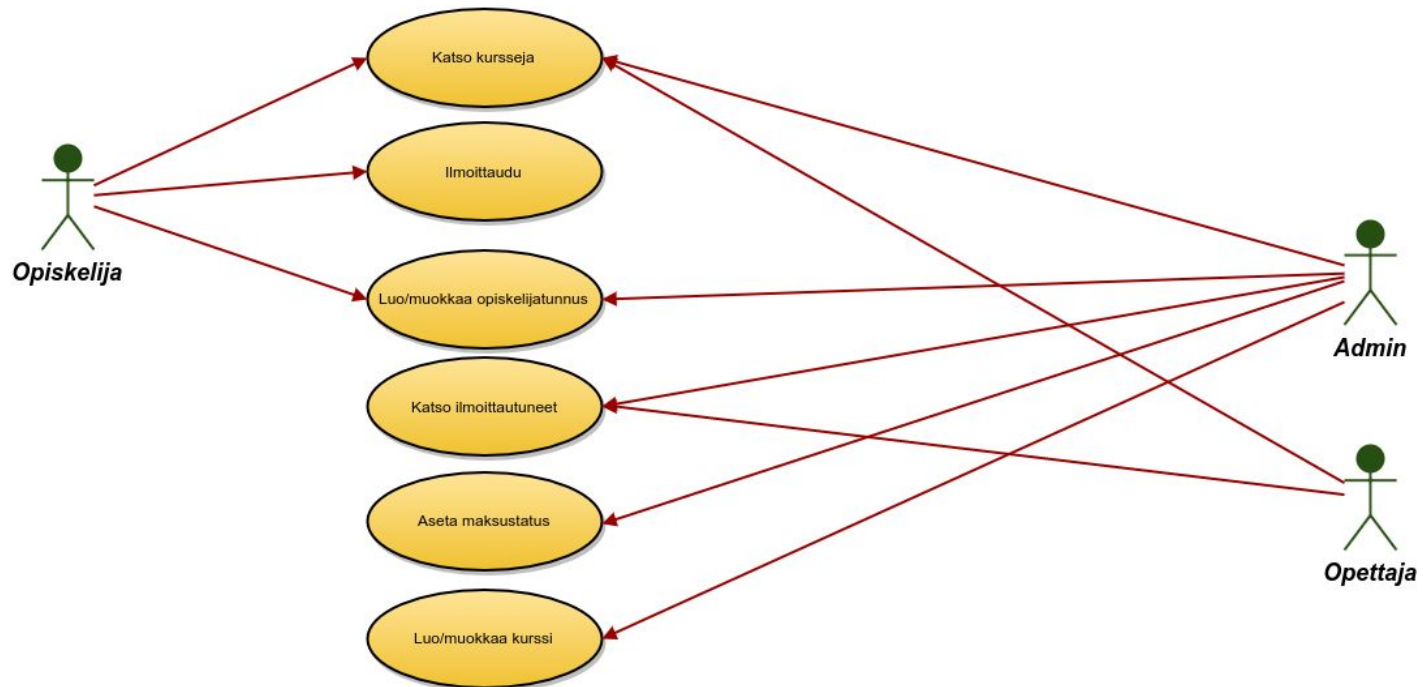 Katso kursseja
Ilmoittaudu
Opiskelija
Luo/muokkaa opiskelijatunnus
Admin
Katso ilmoittautuneet
Aseta maksustatus
Opettaja
Luo/muokkaa kurssi